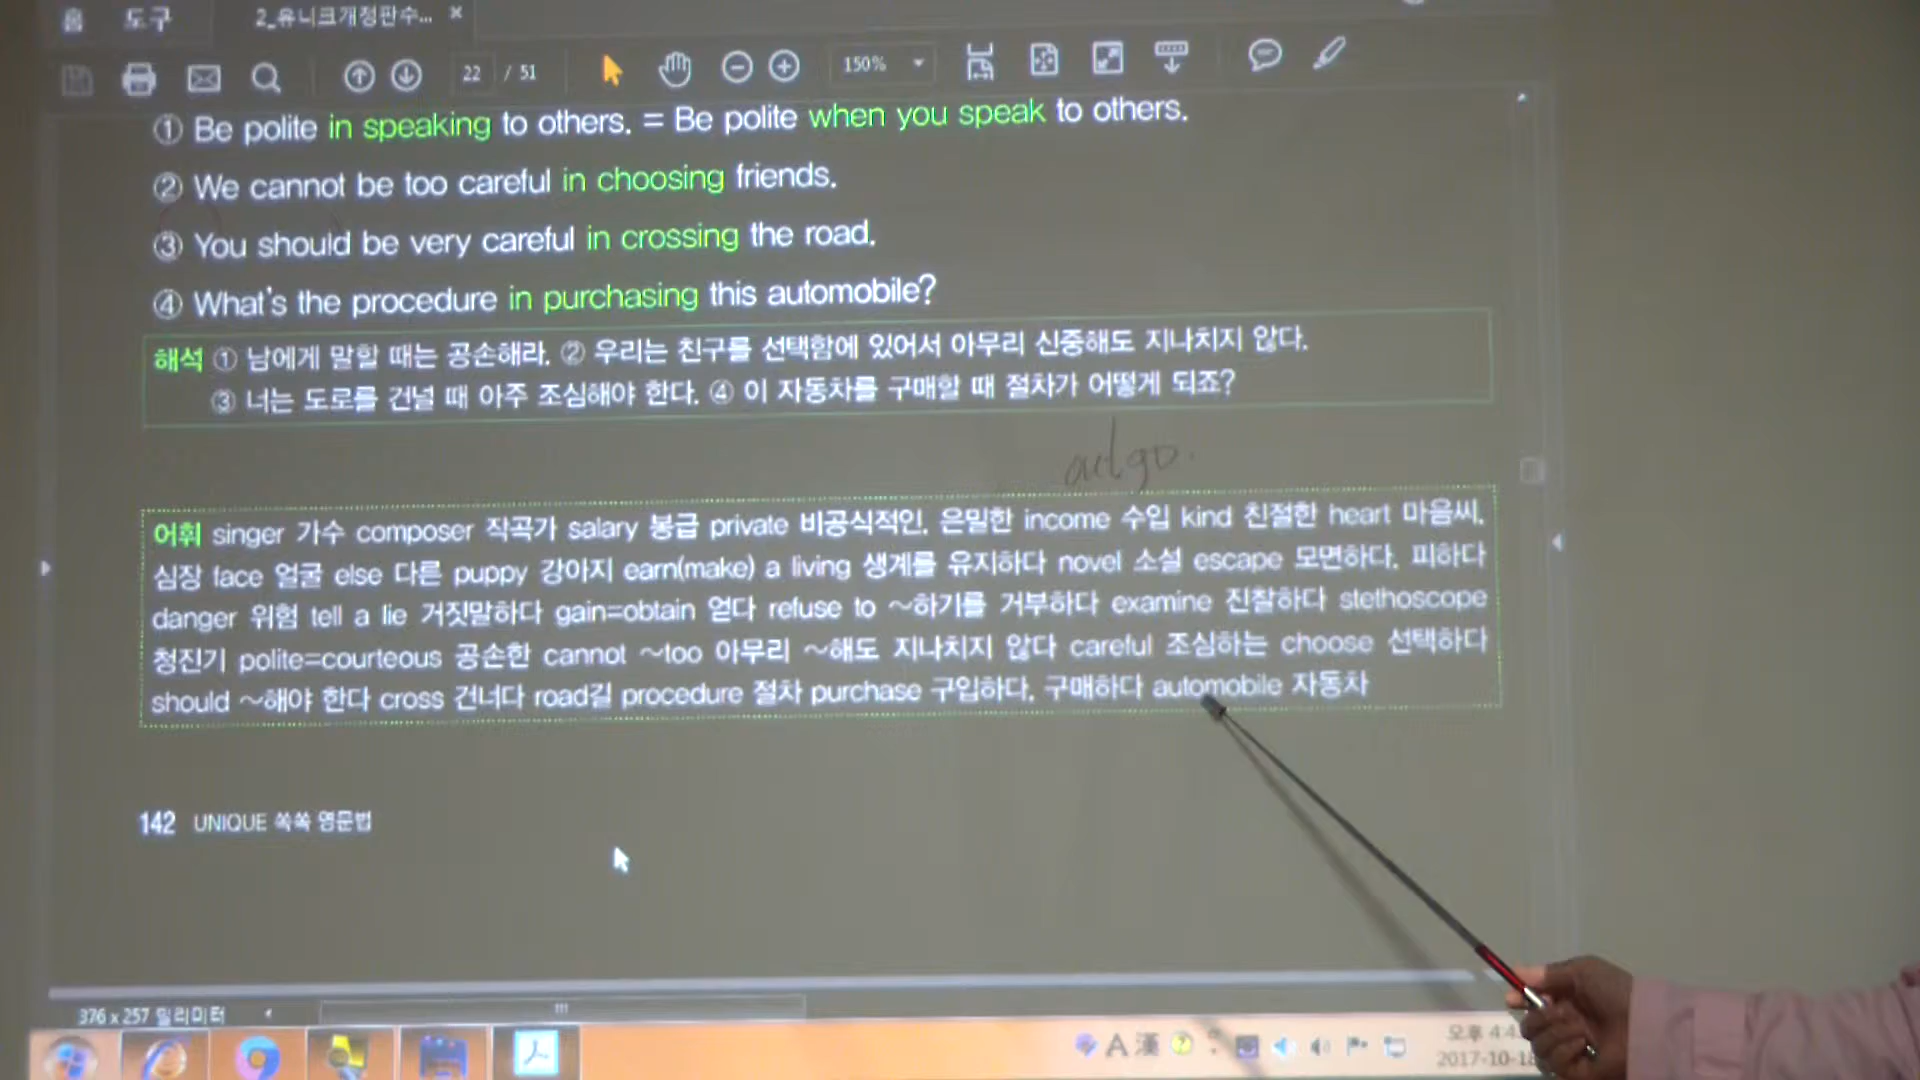 홈 도구 2_유니크개정판수... ×
22 / 51 150%
① Be polite in speaking to others. = Be polite when you speak to others.
② We cannot be too careful in choosing friends.
③ You should be very careful in crossing the road.
④ What's the procedure in purchasing this automobile?
해석 ① 남에게 말할 때는 공손해라. ② 우리는 친구를 선택함에 있어서 아무리 신중해도 지나치지 않다.
③ 너는 도로를 건널 때 아주 조심해야 한다. ④ 이 자동차를 구매할 때 절차가 어떻게 되죠?
어휘 singer 가수 composer 작곡가 salary 봉급 private 비공식적인, 은밀한 income 수입 kind 친절한 heart 마음씨,
심장 face 얼굴 else 다른 puppy 강아지 earn(make) a living 생계를 유지하다 novel 소설 escape 모면하다, 피하다
danger 위험 tell a lie 거짓말하다 gain=obtain 얻다 refuse to ~하기를 거부하다 examine 진찰하다 stethoscope
청진기 polite=courteous 공손한 cannot ~too 아무리 ~해도 지나치지 않다 careful 조심하는 choose 선택하다
should ~해야 한다 cross 건너다 road길 procedure 절차 purchase 구입하다, 구매하다 automobile 자동차
142 UNIQUE 쏙쏙 영문법
376 x 257 밀리미터
A 漢
오후 4:4
2017-10-18